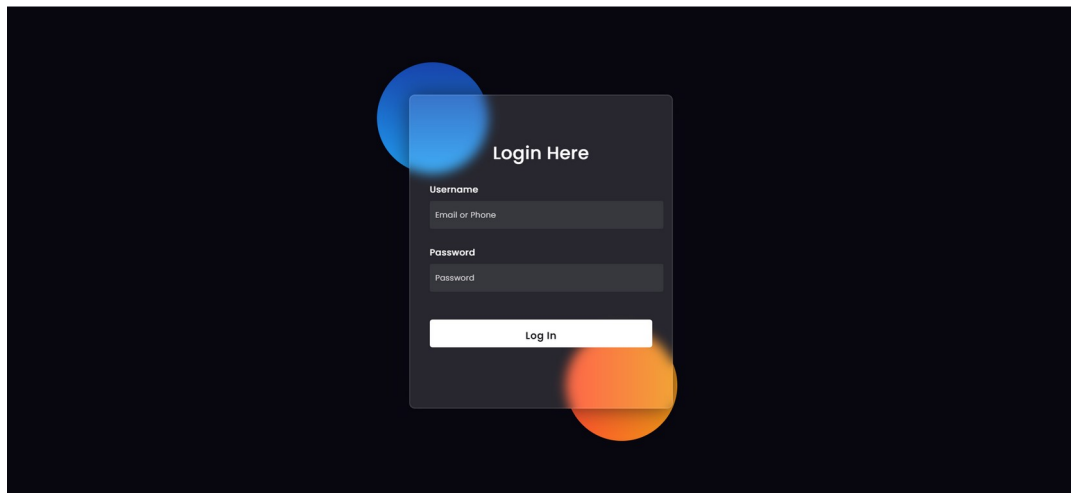 Login Here
Username
Email or Phone
Password
Password
Log In